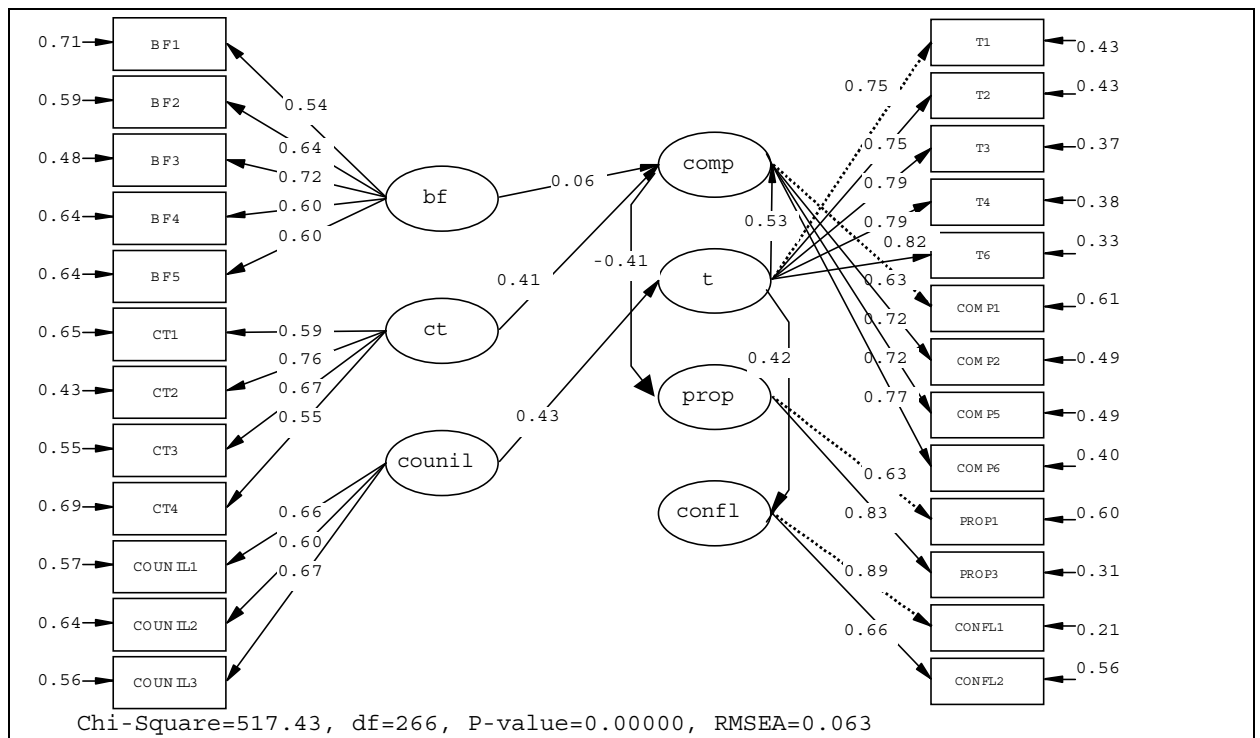 0.71 BF1
0.59 BF2
0.48 BF3
0.64 BF4
0.64 BF5
0.65 CT1
0.43 CT2
0.55 CT3
0.69 CT4
0.57 COUNIL1
0.64 COUNIL2
0.56 COUNIL3
0.54
0.64
0.72
0.60
0.60
0.59
0.76
0.67
0.55
0.66
0.60
0.67
bf
ct
counil
0.06
0.41
0.43
comp
t
prop
confl
-0.41
0.53
0.42
0.75
0.75
0.79
0.79
0.82
0.63
0.72
0.72
0.77
0.63
0.83
0.89
0.66
T1 0.43
T2 0.43
T3 0.37
T4 0.38
T6 0.33
COMP1 0.61
COMP2 0.49
COMP5 0.49
COMP6 0.40
PROP1 0.60
PROP3 0.31
CONFL1 0.21
CONFL2 0.56
Chi-Square=517.43, df=266, P-value=0.00000, RMSEA=0.063